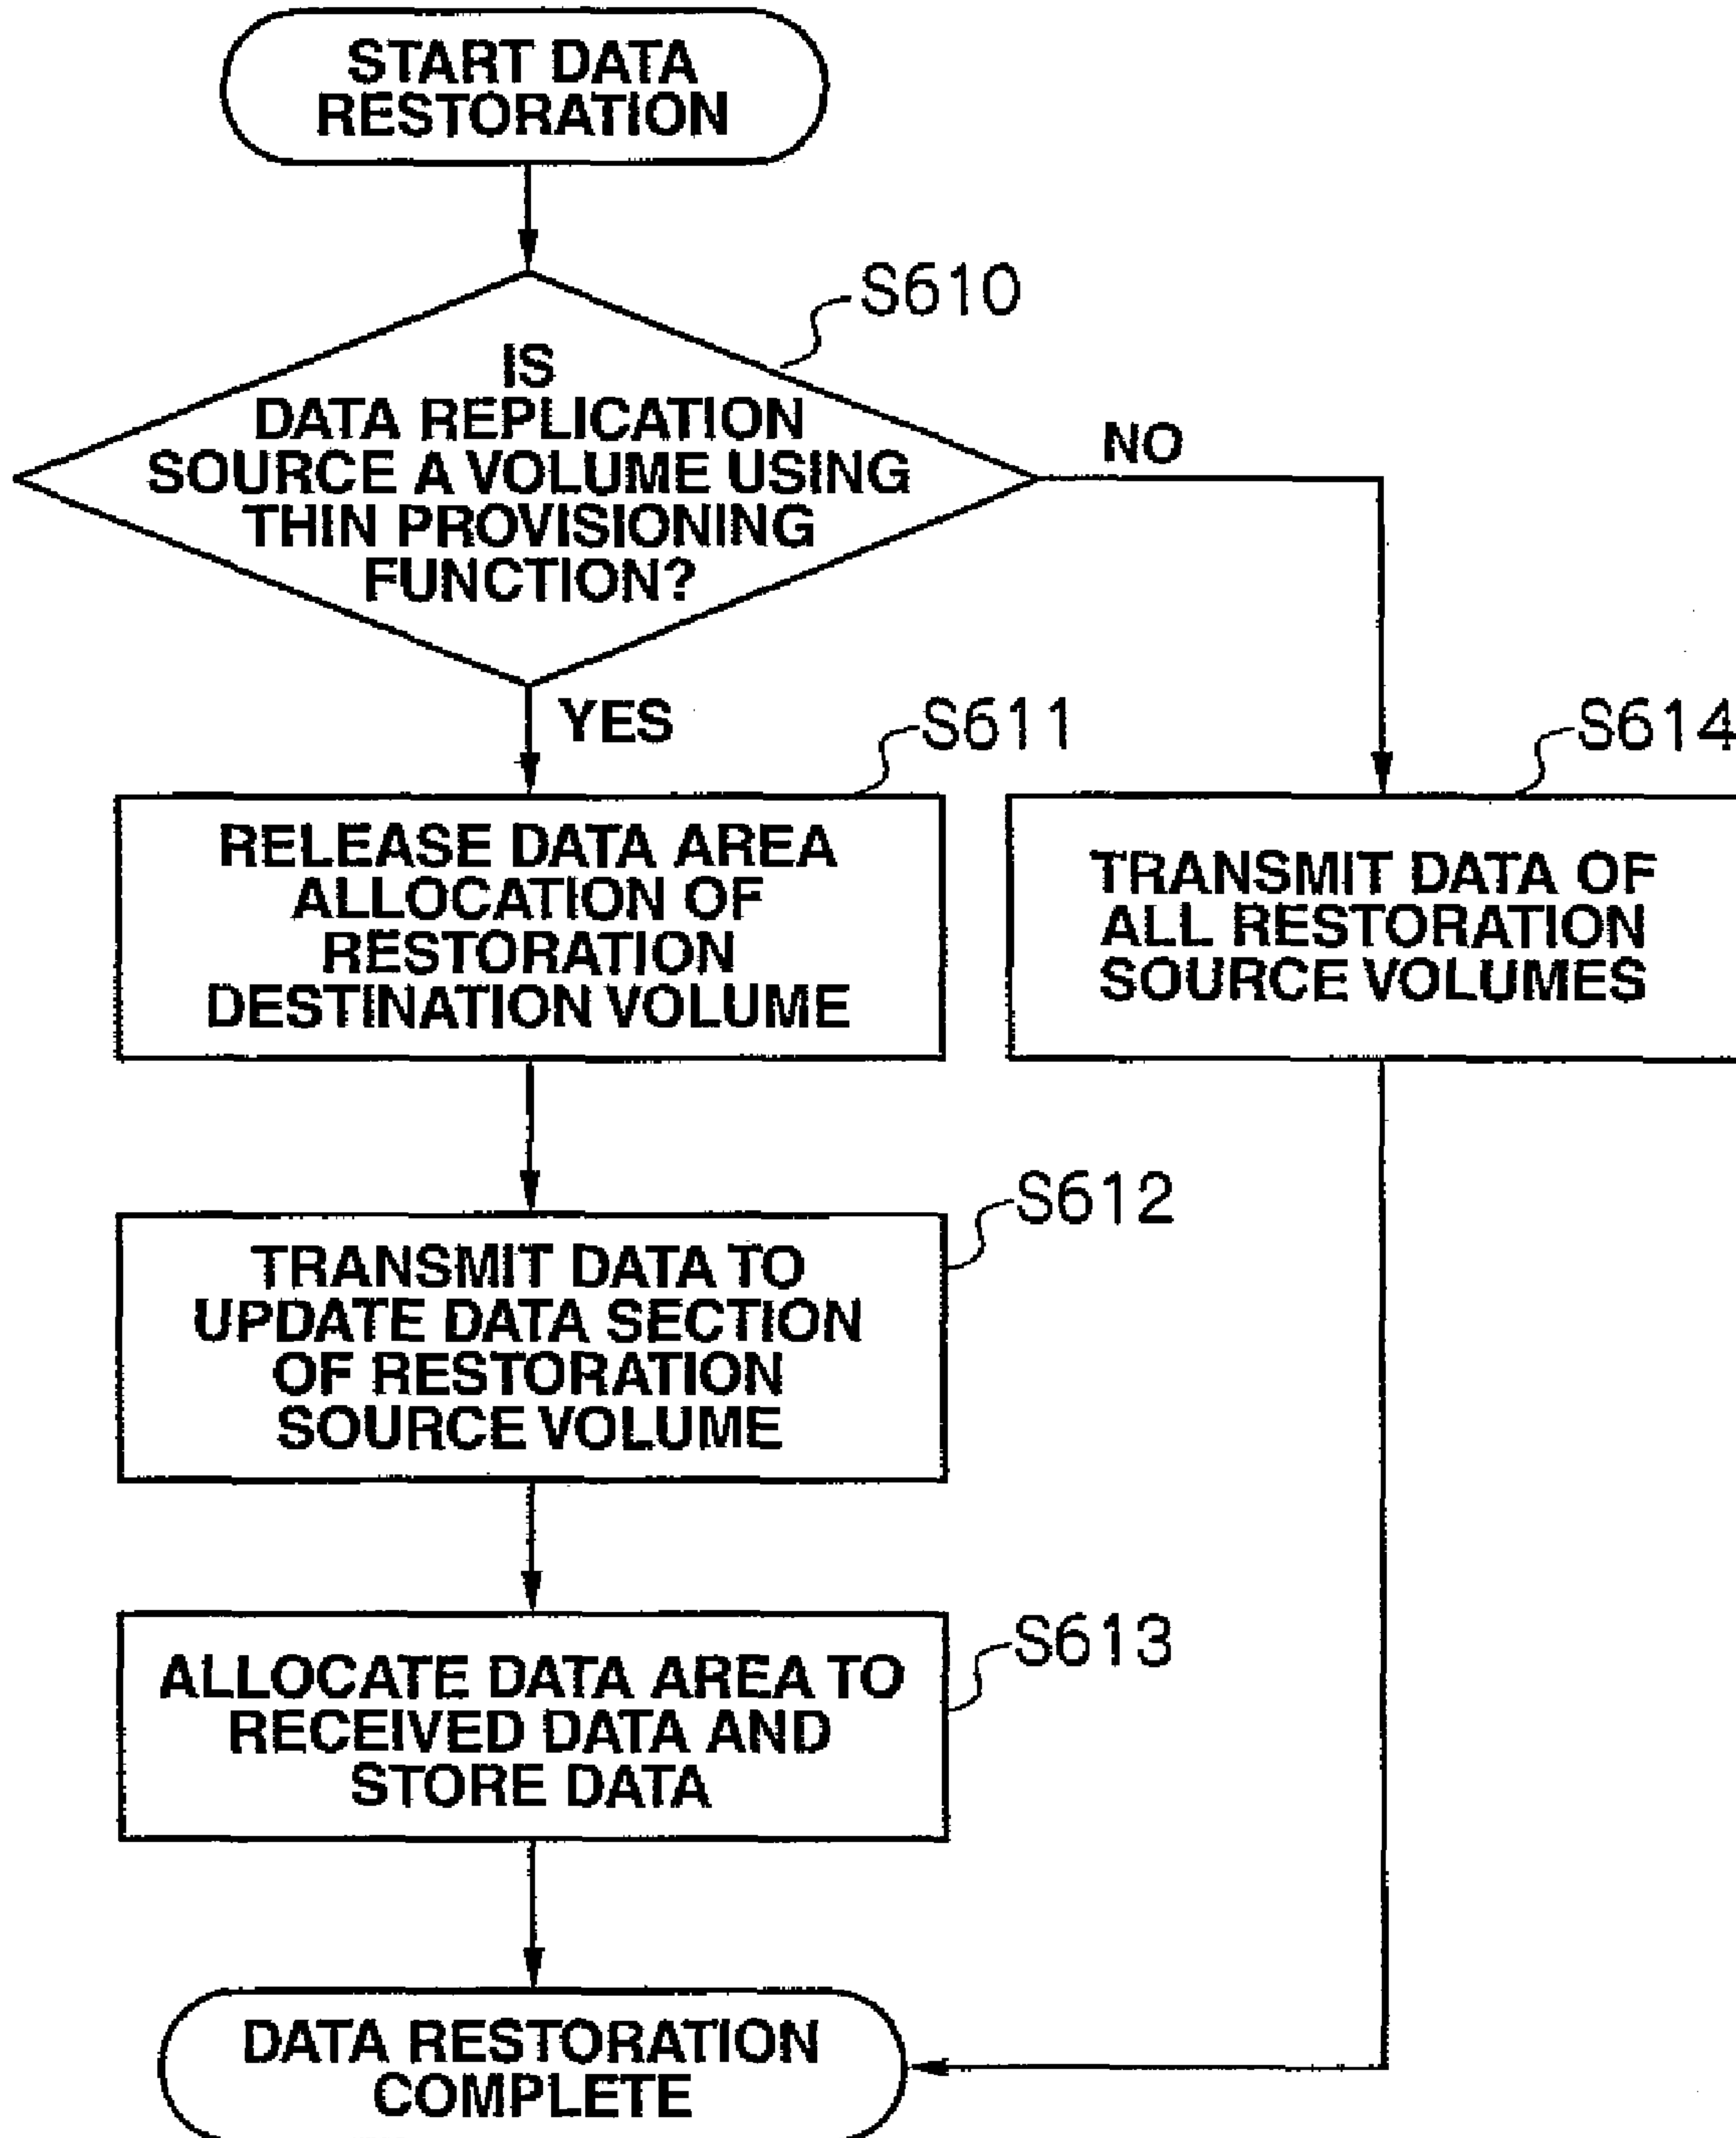 START DATA
RESTORATION
S610
IS
DATA REPLICATION
SOURCE A VOLUME USING
THIN PROVISIONING
FUNCTION?
NO
YES
S611
S614
RELEASE DATA AREA
ALLOCATION OF
RESTORATION
DESTINATION VOLUME
TRANSMIT DATA OF
ALL RESTORATION
SOURCE VOLUMES
S612
TRANSMIT DATA TO
UPDATE DATA SECTION
OF RESTORATION
SOURCE VOLUME
S613
ALLOCATE DATA AREA TO
RECEIVED DATA AND
STORE DATA
DATA RESTORATION
COMPLETE